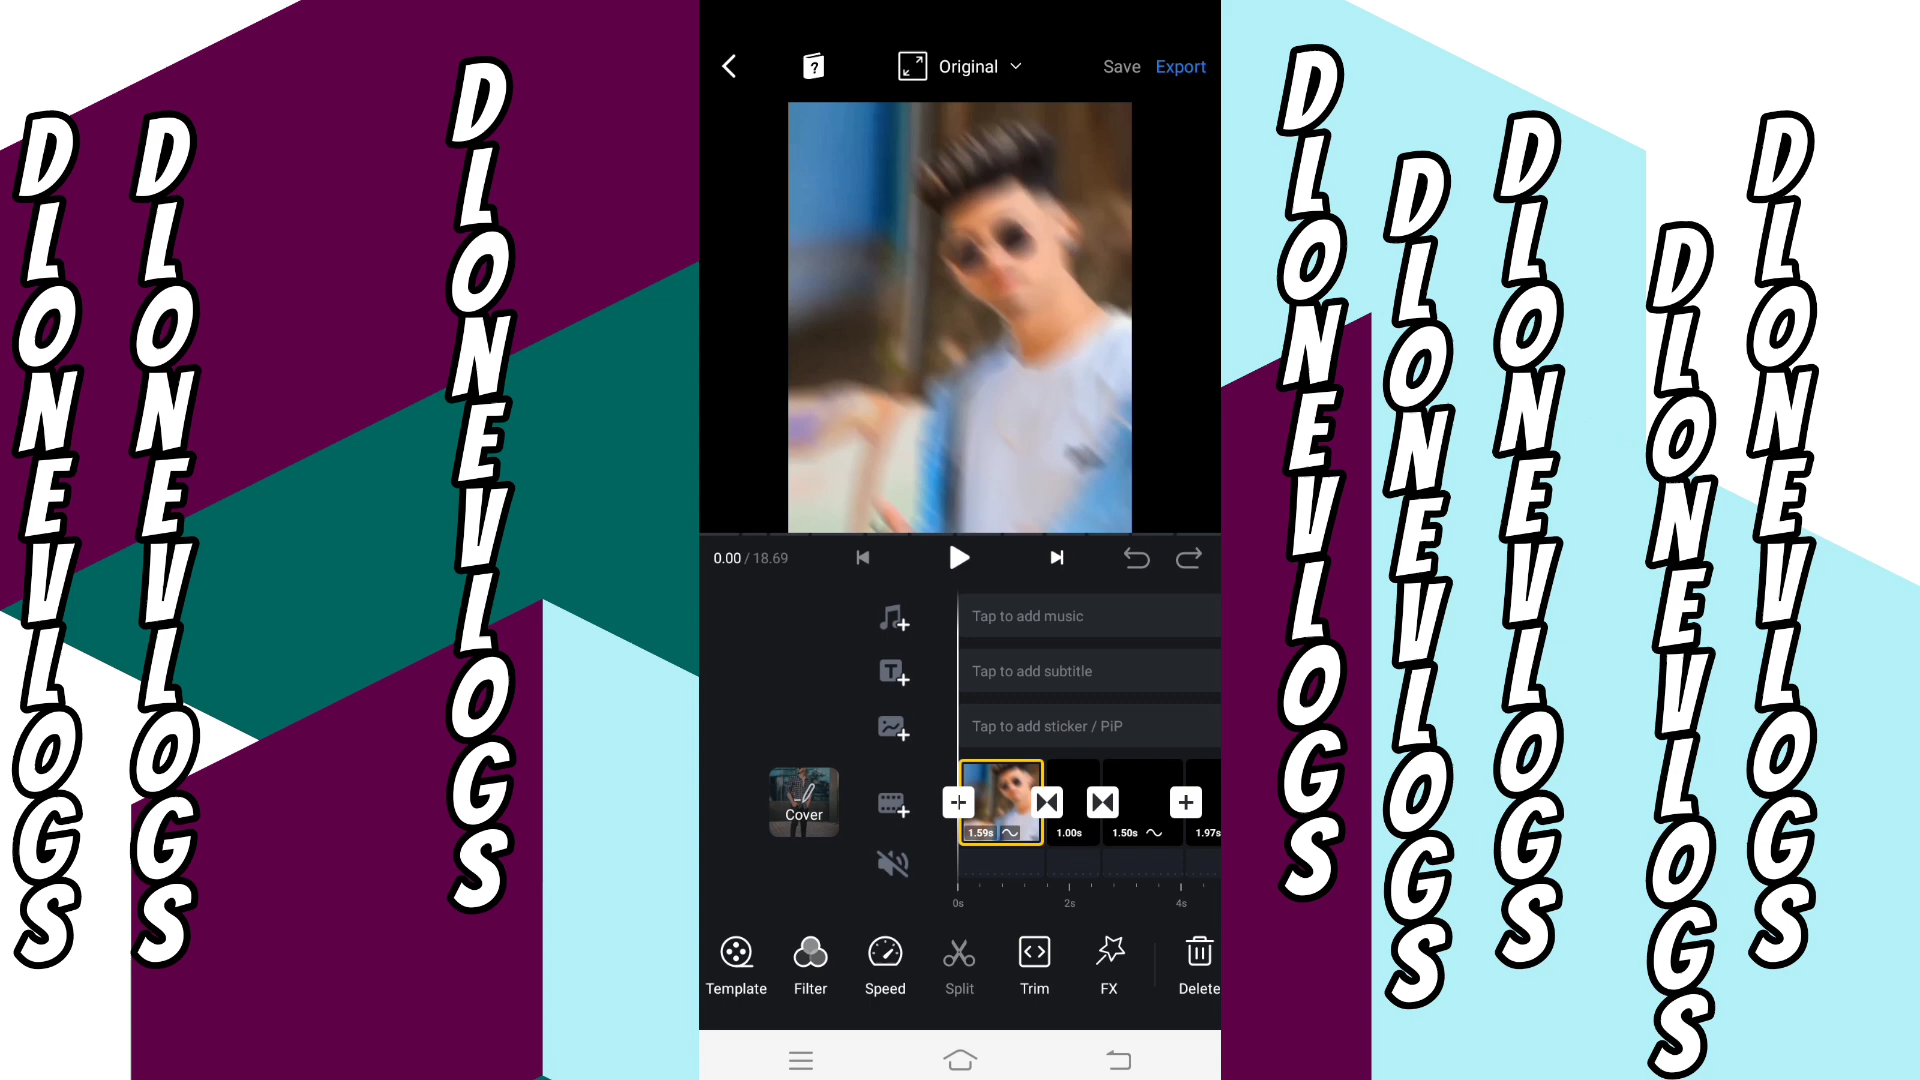 DLONEVLOGS
DLONEVLOGS
DLONEVLOGS
Original
Save
Export
0.00 / 18.69
Tap to add music
Tap to add subtitle
Tap to add sticker / PiP
Cover
1.59s
1.00s
1.50s
1.97s
0s
2s
4s
Template
Filter
Speed
Split
Trim
FX
Delete
DLONEVLOGS
DLONEVLOGS
DLONEVLOGS
DLONEVLOGS
DLONEVLOGS